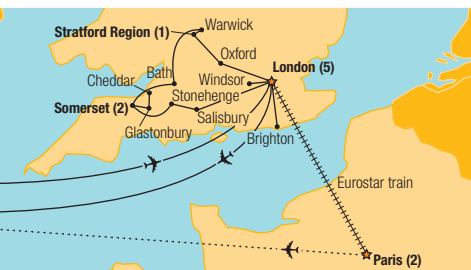 Warwick
Stratford Region (1)
Oxford
London (5)
Bath
Windsor
Cheddar
Stonehenge
Somerset (2)
Salisbury
Glastonbury
Brighton
Eurostar train
Paris (2)